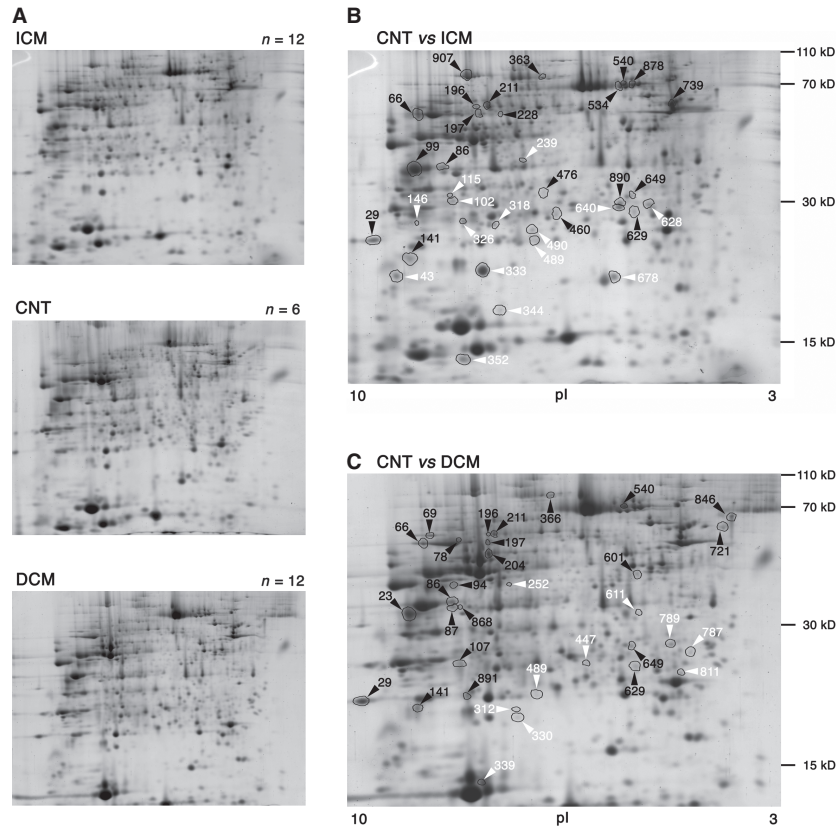 A
ICM n = 12
CNT n = 6
DCM n = 12
B CNT vs ICM
110 kD
907 363 540 878
70 kD
196 211 534 739
66
197 228
99 86 239
115 476 890 649
146 102 318 30 kD
640 628
29 326 460 629
141 490
489
43 333 678
344
15 kD
352
10 pI 3
C CNT vs DCM
110 kD
540 846
366 70 kD
69 196 211
66 197 721
78 204 601
86 94 252
23 611
868 789 787 30 kD
87
107 447 649
489 811
29 891 629
141 312
330
339 15 kD
10 pI 3